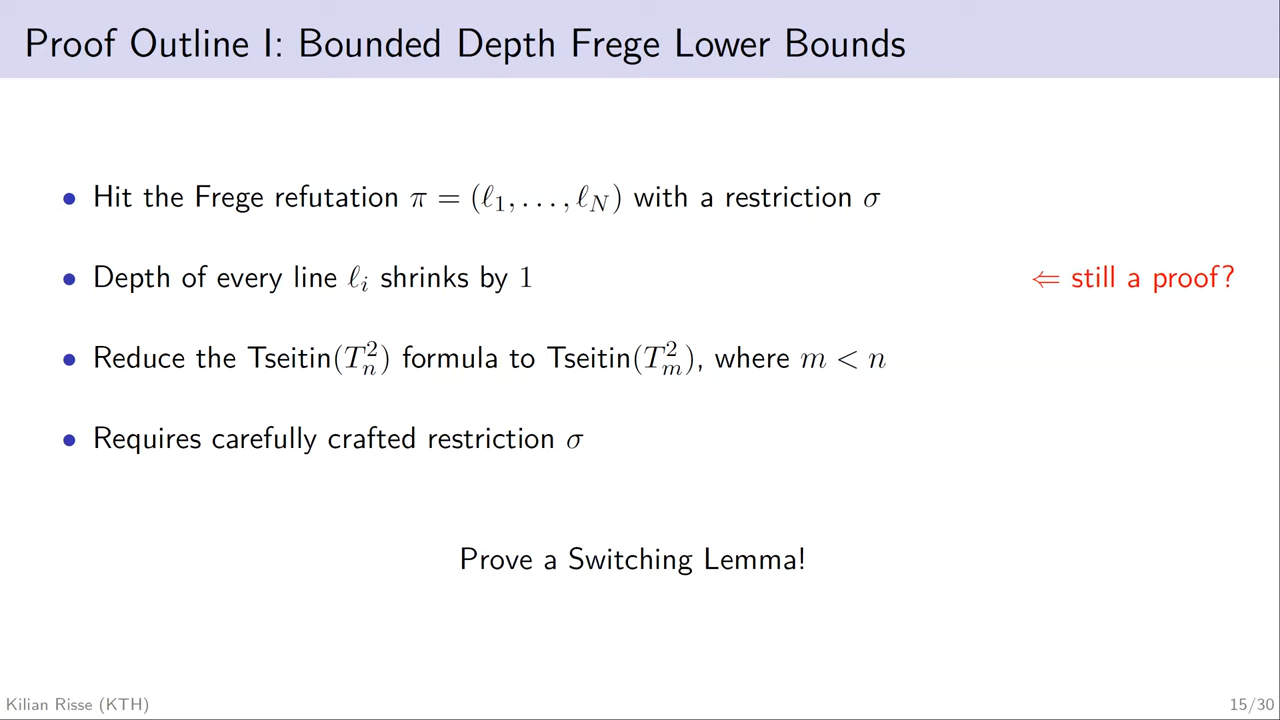 Proof Outline I: Bounded Depth Frege Lower Bounds
• Hit the Frege refutation π = (ℓ₁, . . . , ℓ_N) with a restriction σ
• Depth of every line ℓᵢ shrinks by 1 ⇐ still a proof?
• Reduce the Tseitin(T²ₙ) formula to Tseitin(T²ₘ), where m < n
• Requires carefully crafted restriction σ
Prove a Switching Lemma!
Kilian Risse (KTH) 15/30